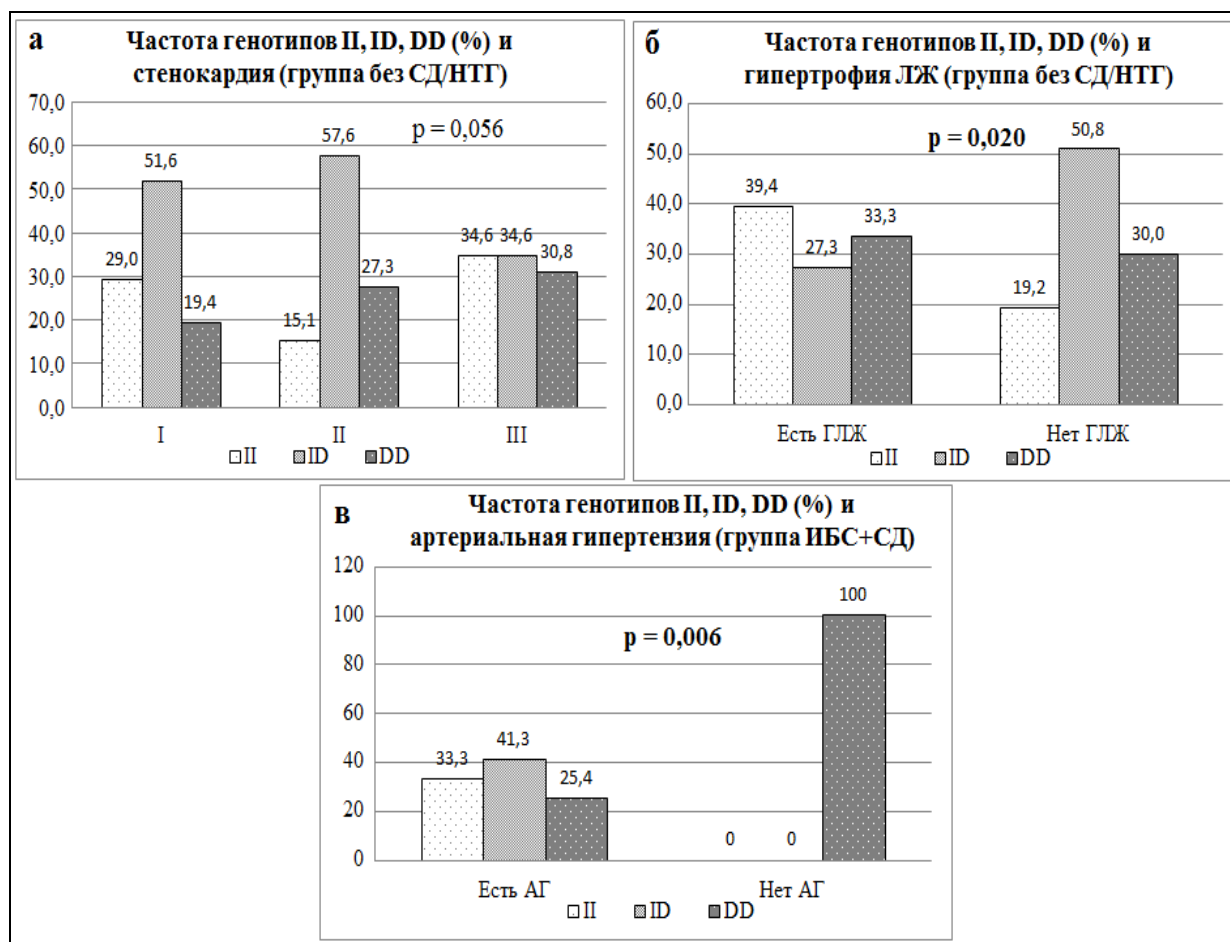 а
Частота генотипов II, ID, DD (%) и
стенокардия (группа без СД/НТГ)
p = 0,056
70,0
60,0
50,0
40,0
30,0
20,0
10,0
0,0
29,0
51,6
19,4
15,1
57,6
27,3
34,6
34,6
30,8
I
II
III
II ID DD
б
Частота генотипов II, ID, DD (%) и
гипертрофия ЛЖ (группа без СД/НТГ)
p = 0,020
60,0
50,0
40,0
30,0
20,0
10,0
0,0
39,4
27,3
33,3
19,2
50,8
30,0
Есть ГЛЖ
Нет ГЛЖ
II ID DD
в
Частота генотипов II, ID, DD (%) и
артериальная гипертензия (группа ИБС+СД)
p = 0,006
120
100
80
60
40
20
0
33,3
41,3
25,4
0
0
100
Есть АГ
Нет АГ
II ID DD